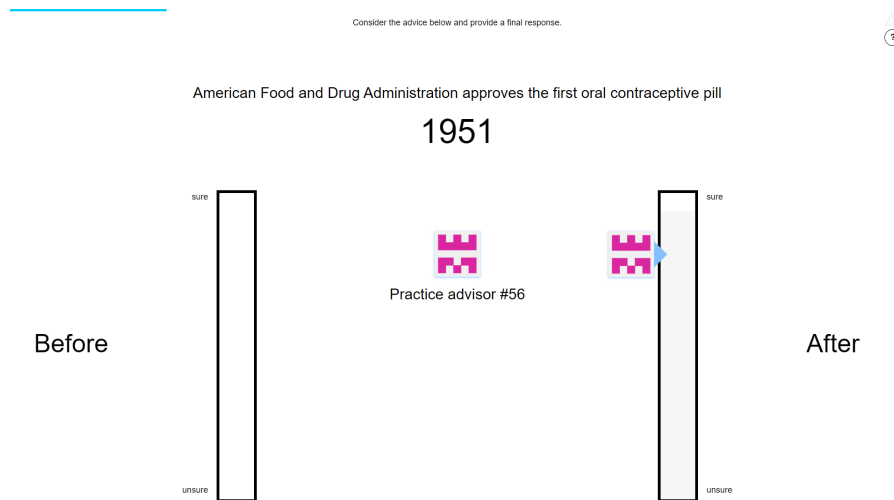 Consider the advice below and provide a final response.
?
American Food and Drug Administration approves the first oral contraceptive pill
1951
sure
sure
Practice advisor #56
Before
After
unsure
unsure